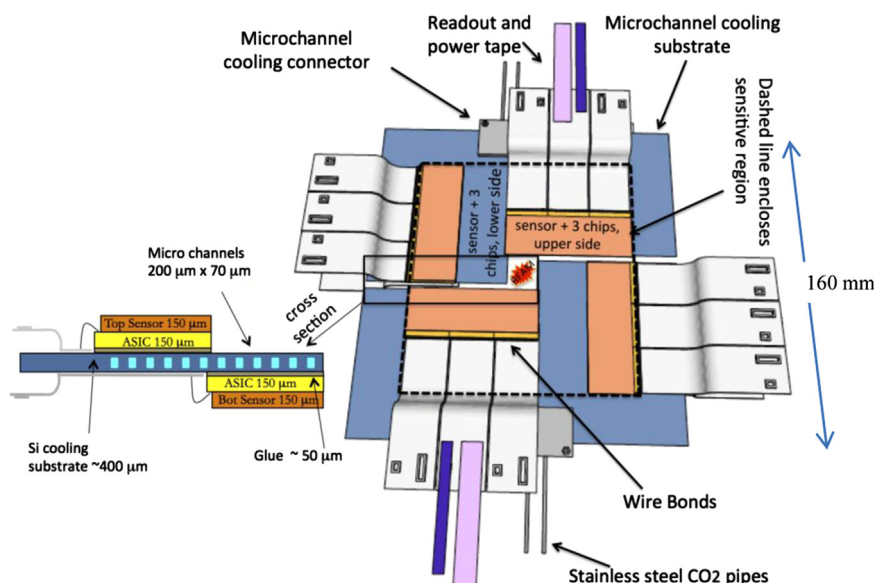 Readout and
power tape
Microchannel cooling
substrate
Microchannel
cooling connector
Dashed line encloses
sensitive region
sensor + 3
chips, lower side
sensor + 3 chips,
upper side
160 mm
Micro channels
200 µm x 70 µm
cross
section
Top Sensor 150 µm
ASIC 150 µm
ASIC 150 µm
Bot Sensor 150 µm
Si cooling
substrate ~400 µm
Glue ~ 50 µm
Wire Bonds
Stainless steel CO2 pipes